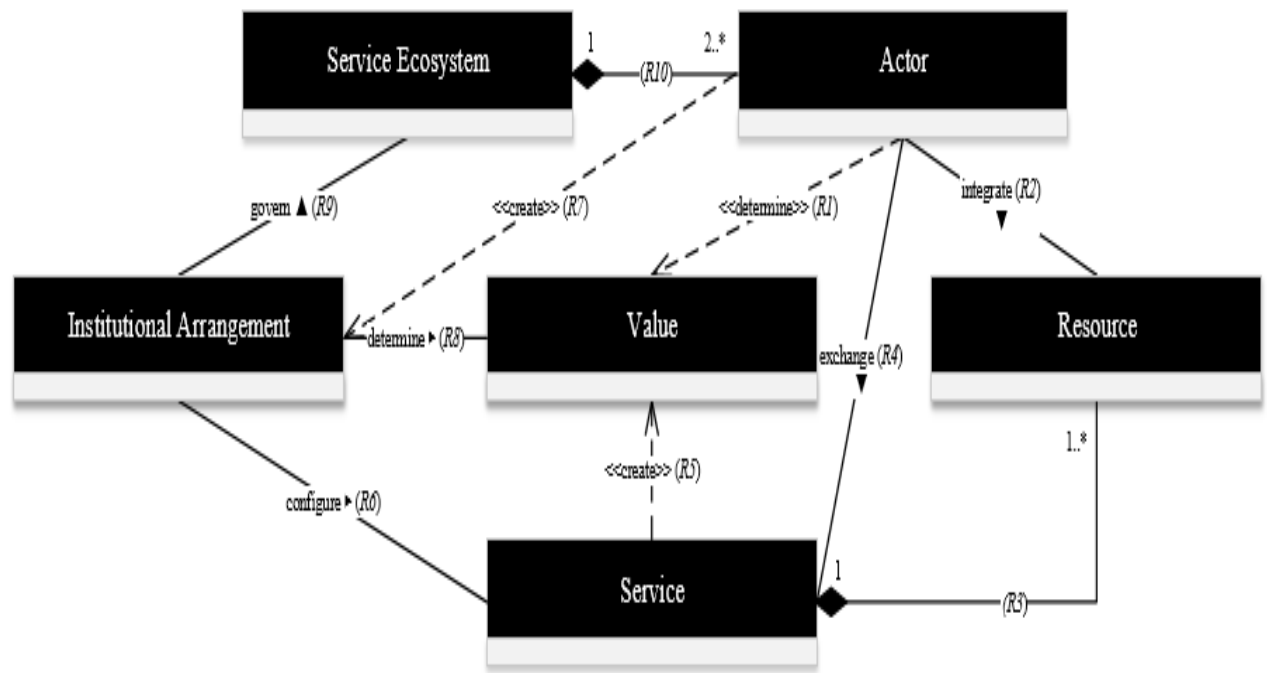 Service Ecosystem
1
2..*
(R10)
Actor
govern ▲ (R9)
<<create>> (R7)
<<determine>> (R1)
integrate (R2)
▼
Institutional Arrangement
determine ▶ (R8)
Value
exchange (R4)
▼
Resource
1..*
<<create>> (R5)
configure ▶ (R6)
Service
1
(R3)